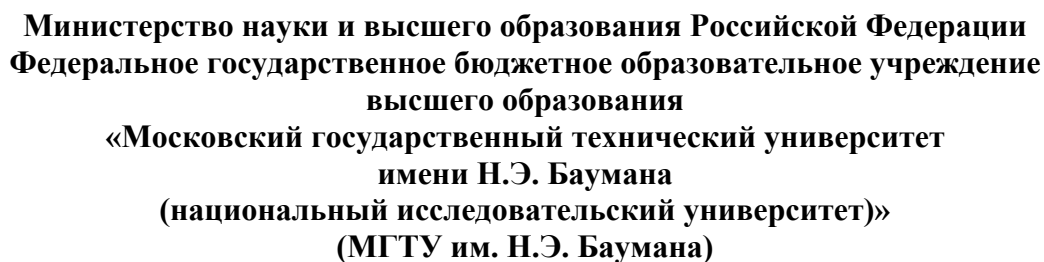 Министерство науки и высшего образования Российской Федерации
Федеральное государственное бюджетное образовательное учреждение
высшего образования
«Московский государственный технический университет
имени Н.Э. Баумана
(национальный исследовательский университет)»
(МГТУ им. Н.Э. Баумана)